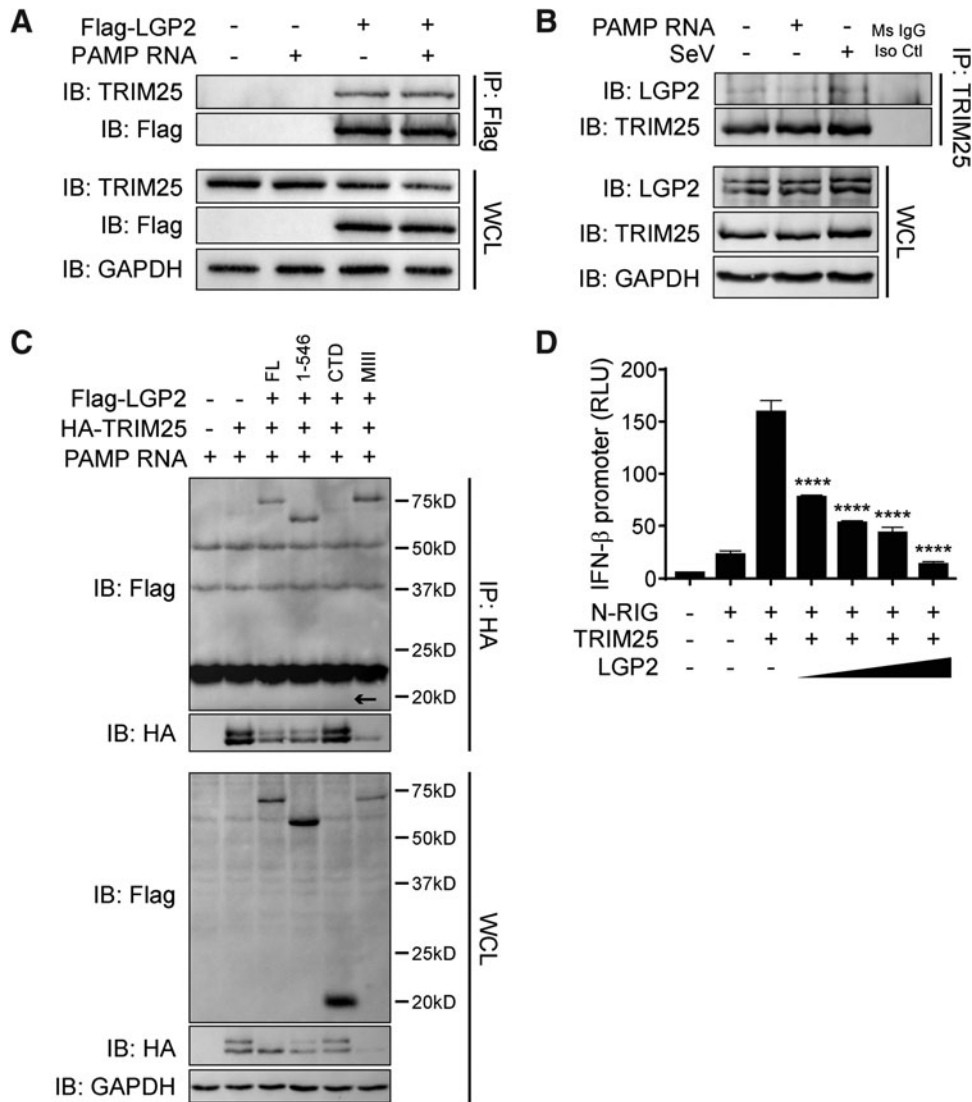 A
Flag-LGP2 - - + +
PAMP RNA - + - +
IB: TRIM25
IB: Flag
IP: Flag
IB: TRIM25
IB: Flag
IB: GAPDH
WCL
B
PAMP RNA - + -
SeV - - +
Ms IgG
Iso Ctl
IB: LGP2
IB: TRIM25
IP: TRIM25
IB: LGP2
IB: TRIM25
IB: GAPDH
WCL
C
FL 1-546 CTD MIII
Flag-LGP2 - - + + + +
HA-TRIM25 - + + + + +
PAMP RNA + + + + + +
75kD
50kD
37kD
25kD
20kD
IB: Flag
IB: HA
IP: HA
75kD
50kD
37kD
25kD
20kD
IB: Flag
IB: HA
IB: GAPDH
WCL
D
IFN-β promoter (RLU)
200
150
100
50
0
**** **** **** ****
N-RIG - + + + + + +
TRIM25 - - + + + + +
LGP2 - - -